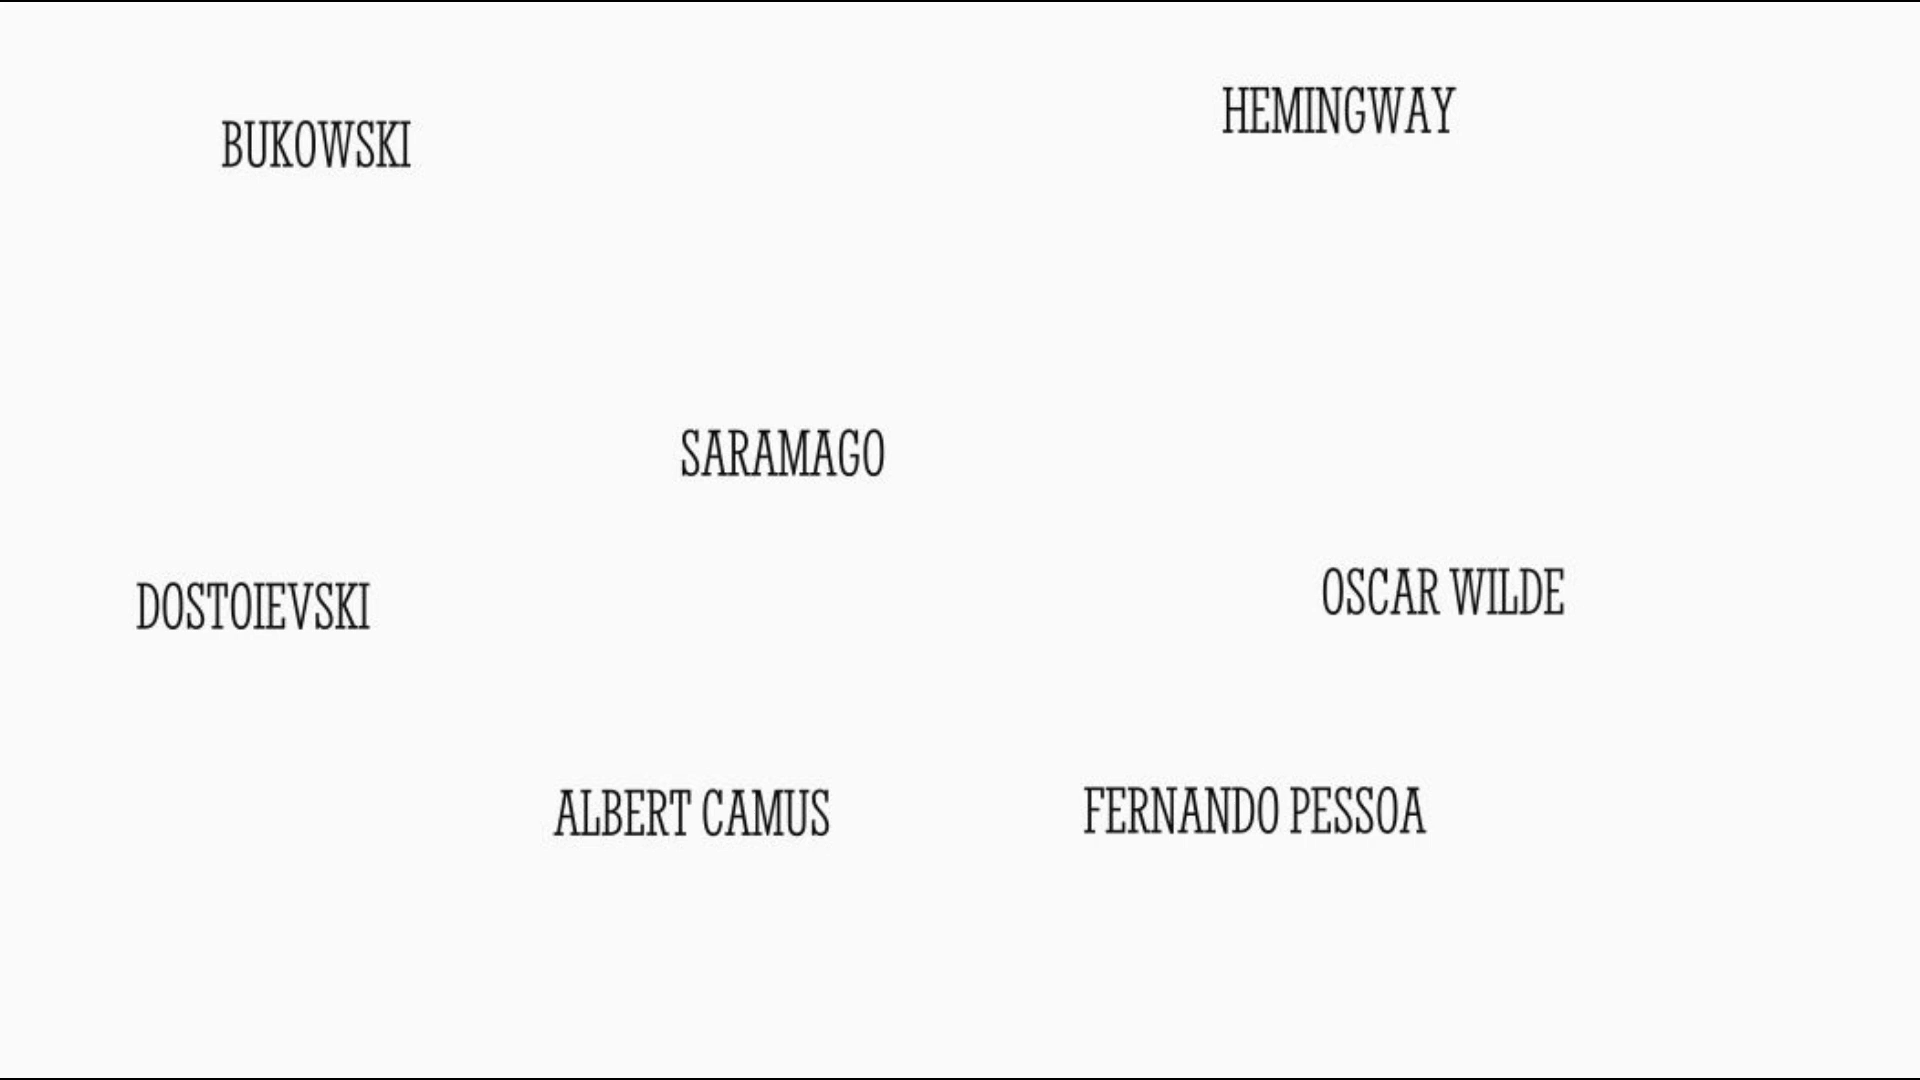 HEMINGWAY
BUKOWSKI
SARAMAGO
OSCAR WILDE
DOSTOIEVSKI
FERNANDO PESSOA
ALBERT CAMUS